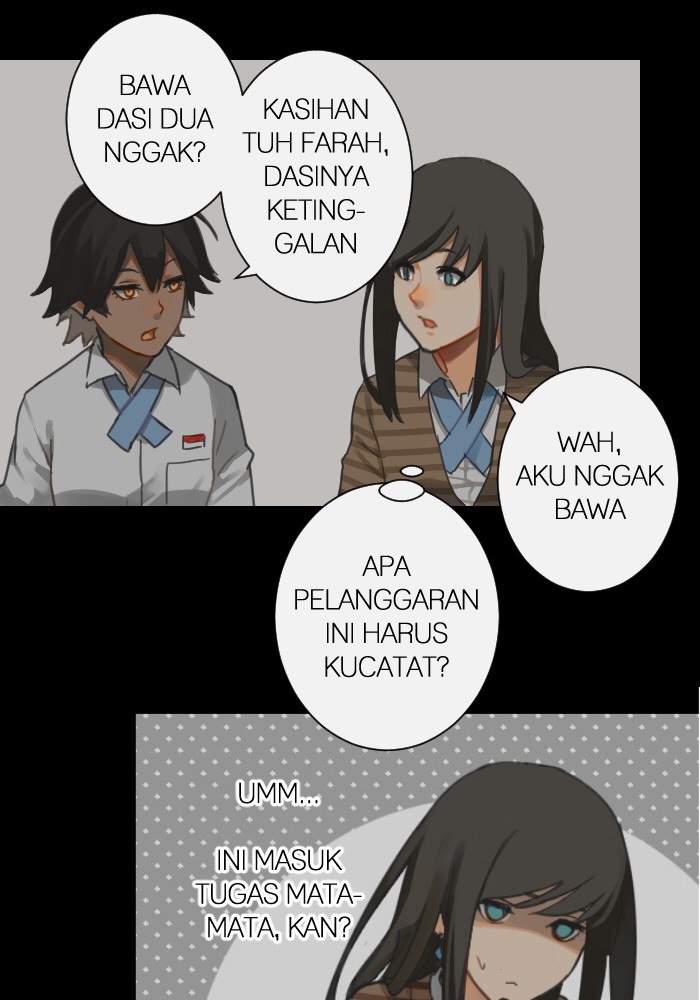 BAWA
DASI DUA
NGGAK?
KASIHAN
TUH FARAH,
DASINYA
KETING-
GALAN
WAH,
AKU NGGAK
BAWA
APA
PELANGGARAN
INI HARUS
KUCATAT?
UMM...
INI MASUK
TUGAS MATA-
MATA, KAN?